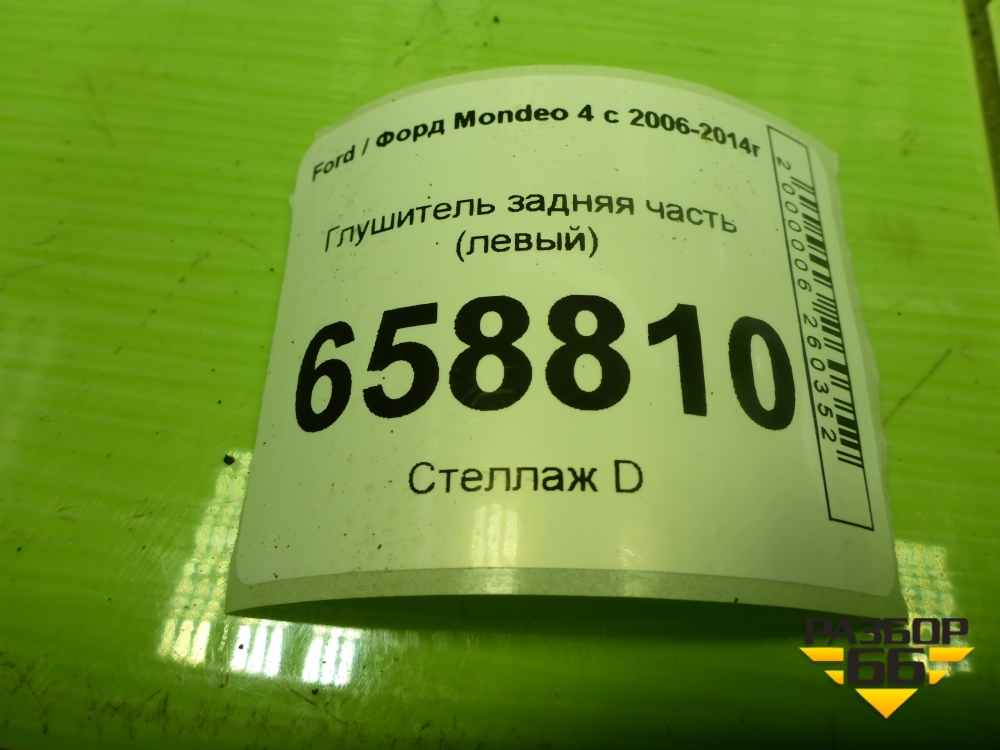 Ford / Форд Mondeo 4 с 2006-2014г
Глушитель задняя часть
(левый)
658810
Стеллаж D
2000006260352
РАЗБОР
66